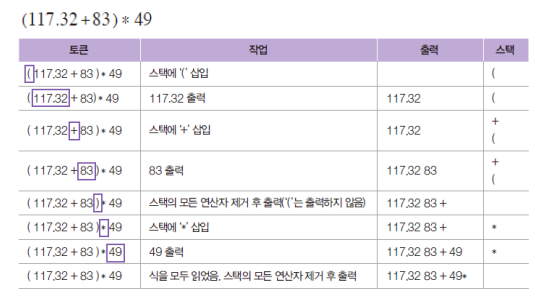 (117.32+83)* 49
토큰 작업 출력 스택
(117.32 + 83 )* 49 스택에 '(' 삽입 (
( 117.32 + 83)* 49 117.32 출력 117.32 (
( 117.32 + 83 )* 49 스택에 '+' 삽입 117.32 +
(
( 117.32 + 83 )* 49 83 출력 117.32 83 +
(
( 117.32 + 83 )* 49 스택의 모든 연산자 제거 후 출력('('는 출력하지 않음) 117.32 83 +
( 117.32 + 83 )* 49 스택에 '*' 삽입 117.32 83 + *
( 117.32 + 83 )* 49 49 출력 117.32 83 + 49 *
( 117.32 + 83 )* 49 식을 모두 읽었음, 스택의 모든 연산자 제거 후 출력 117.32 83 + 49*